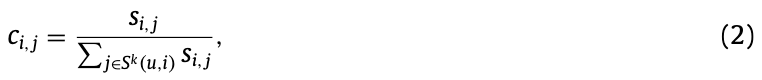 c_{i,j} = \frac{s_{i,j}}{\sum_{j \in S^k(u,i)} s_{i,j}}, (2)